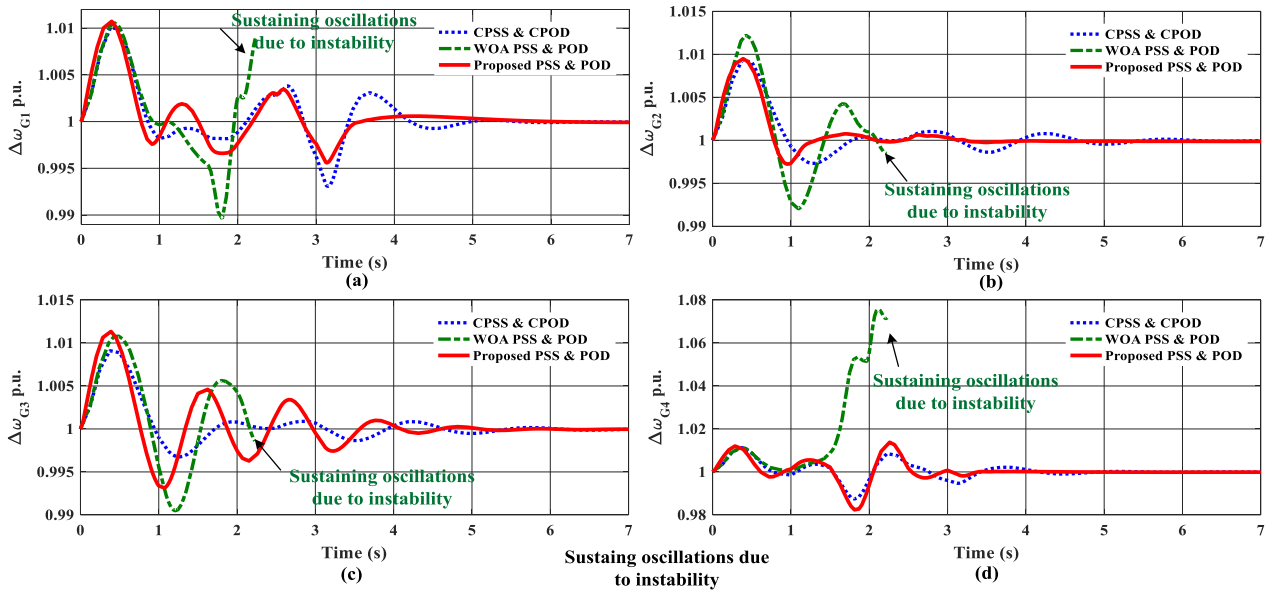 Sustaining oscillations
due to instability
CPSS & CPOD
WOA PSS & POD
Proposed PSS & POD
1.01
1.005
1
0.995
0.99
Δω_G1 p.u.
0 1 2 3 4 5 6 7
Time (s)
(a)
CPSS & CPOD
WOA PSS & POD
Proposed PSS & POD
1.015
1.01
1.005
1
0.995
0.99
Δω_G2 p.u.
Sustaining oscillations
due to instability
0 1 2 3 4 5 6 7
Time (s)
(b)
CPSS & CPOD
WOA PSS & POD
Proposed PSS & POD
1.015
1.01
1.005
1
0.995
0.99
Δω_G3 p.u.
Sustaining oscillations
due to instability
0 1 2 3 4 5 6 7
Time (s)
(c)
CPSS & CPOD
WOA PSS & POD
Proposed PSS & POD
1.08
1.06
1.04
1.02
1
0.98
Δω_G4 p.u.
Sustaining oscillations
due to instability
0 1 2 3 4 5 6 7
Time (s)
(d)
Sustaing oscillations due
to instability